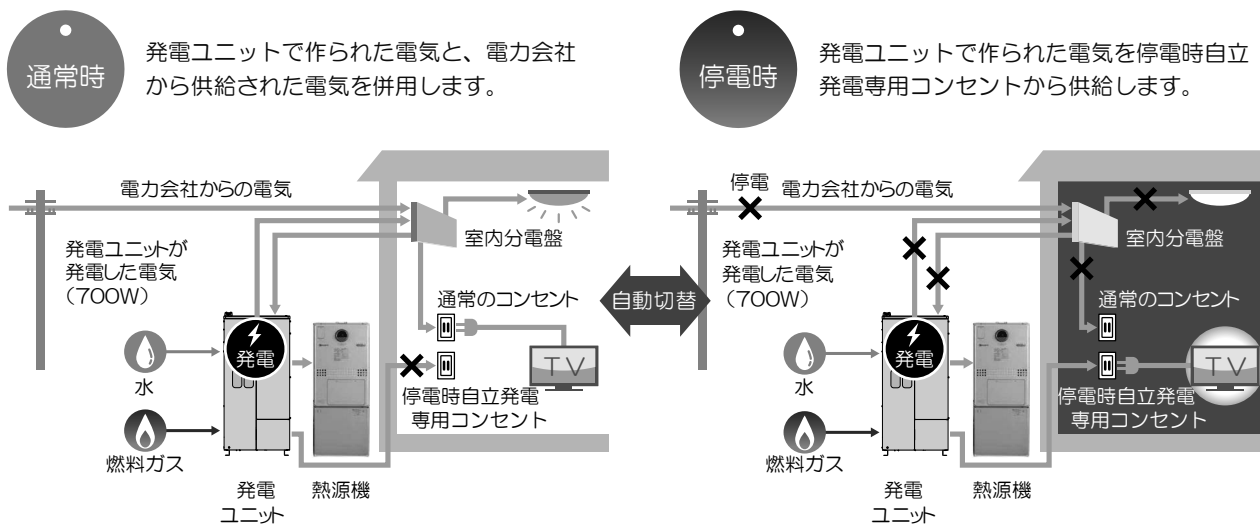 通常時
発電ユニットで作られた電気と、電力会社
から供給された電気を併用します。
電力会社からの電気
室内分電盤
発電ユニットが
発電した電気
（700W）
通常のコンセント
発電
水
TV
停電時自立発電
専用コンセント
燃料ガス
発電
ユニット
熱源機
自動切替
停電時
発電ユニットで作られた電気を停電時自立
発電専用コンセントから供給します。
停電
電力会社からの電気
室内分電盤
発電ユニットが
発電した電気
（700W）
通常のコンセント
発電
水
TV
停電時自立発電
専用コンセント
燃料ガス
発電
ユニット
熱源機